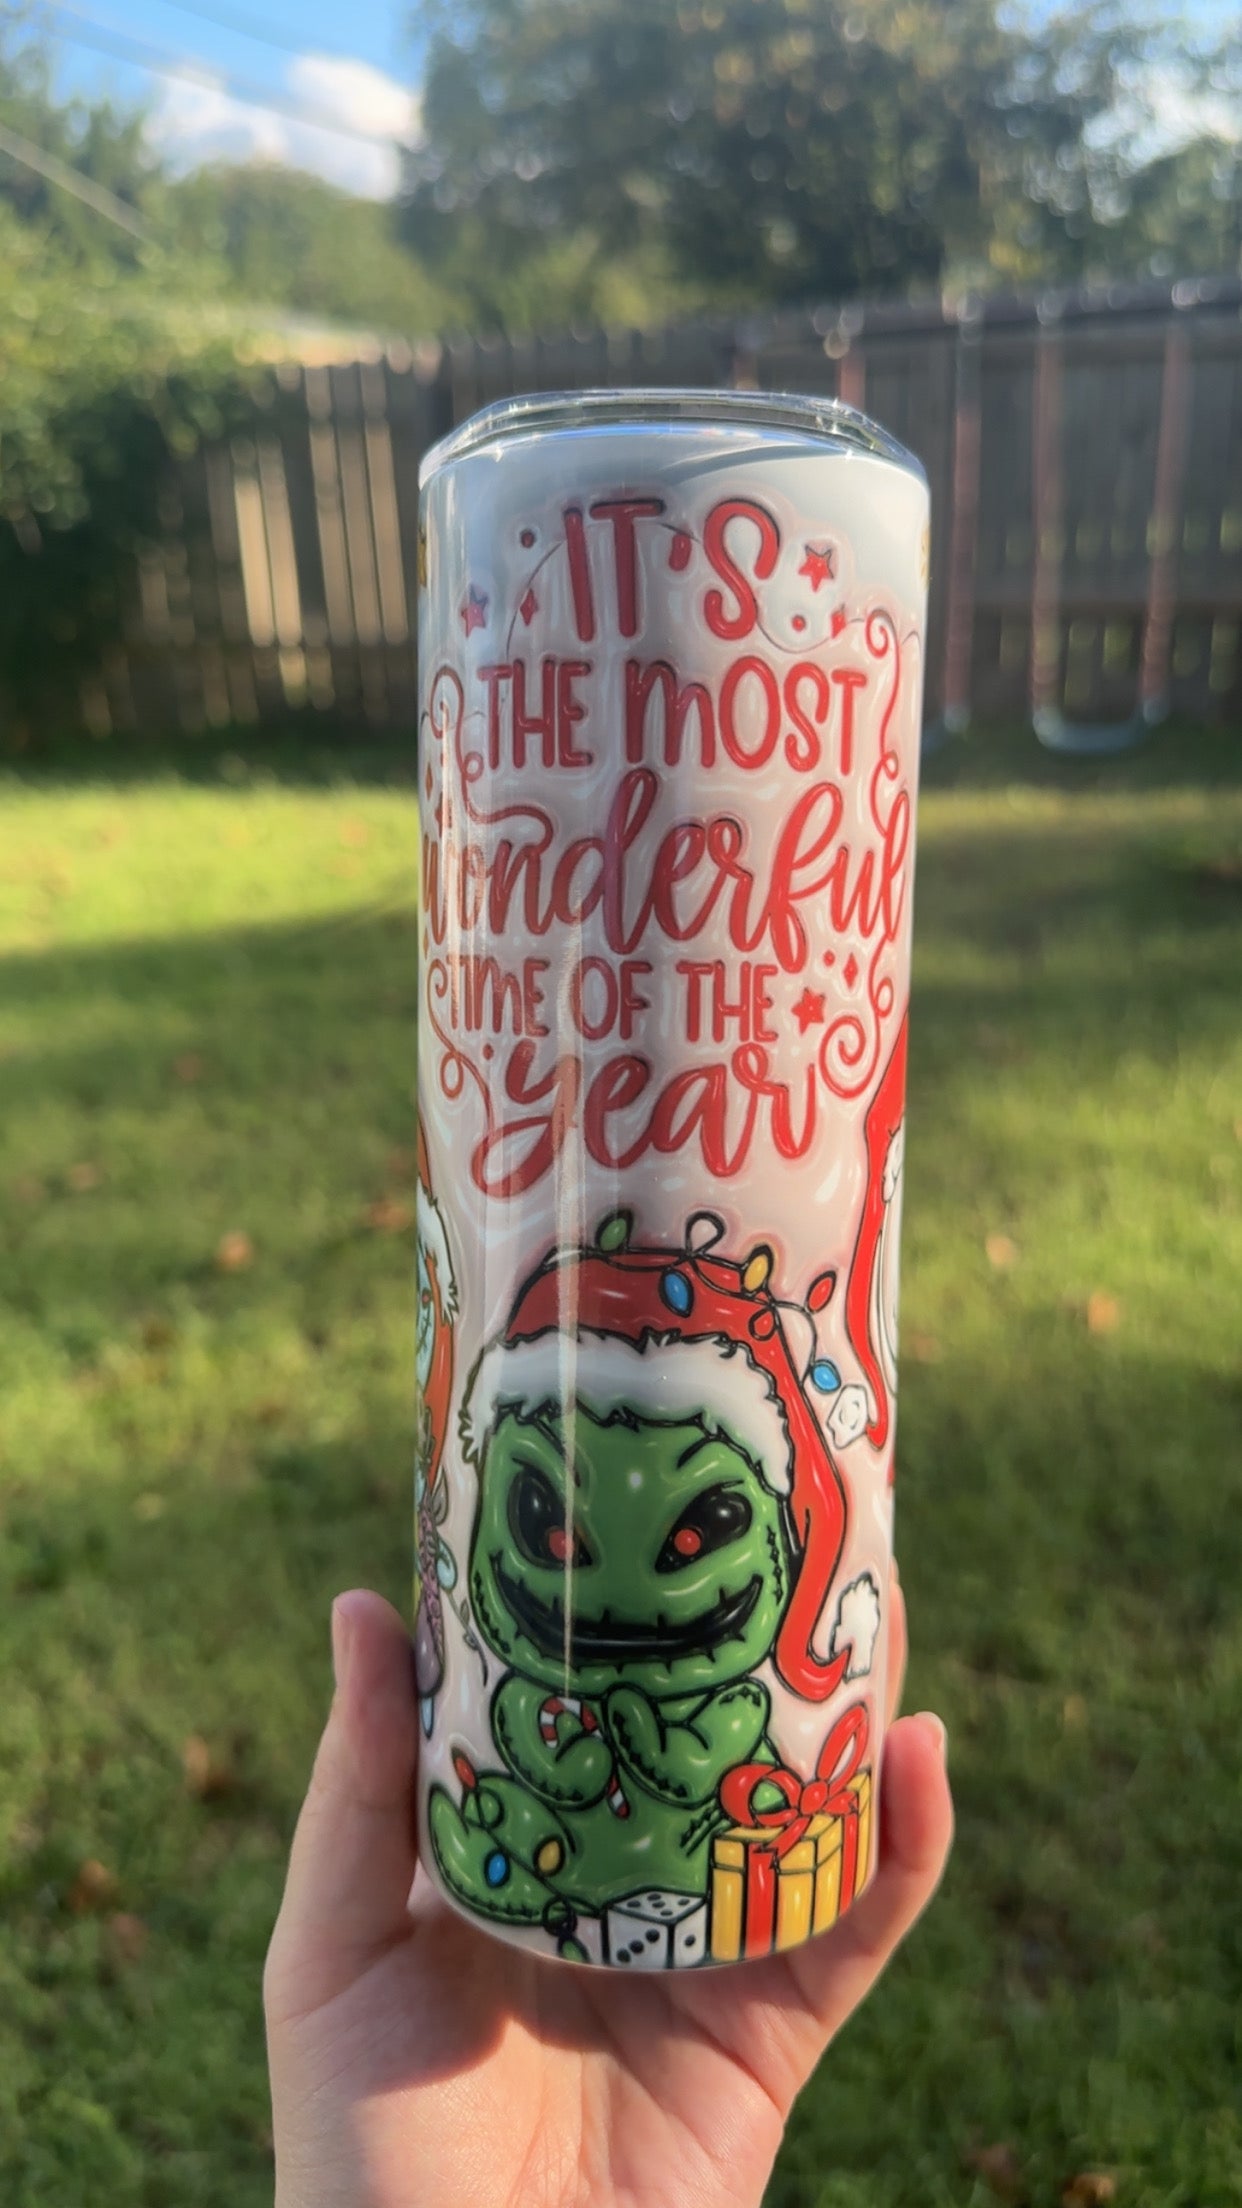 IT'S
THE MOST
wonderful
TIME OF THE
year